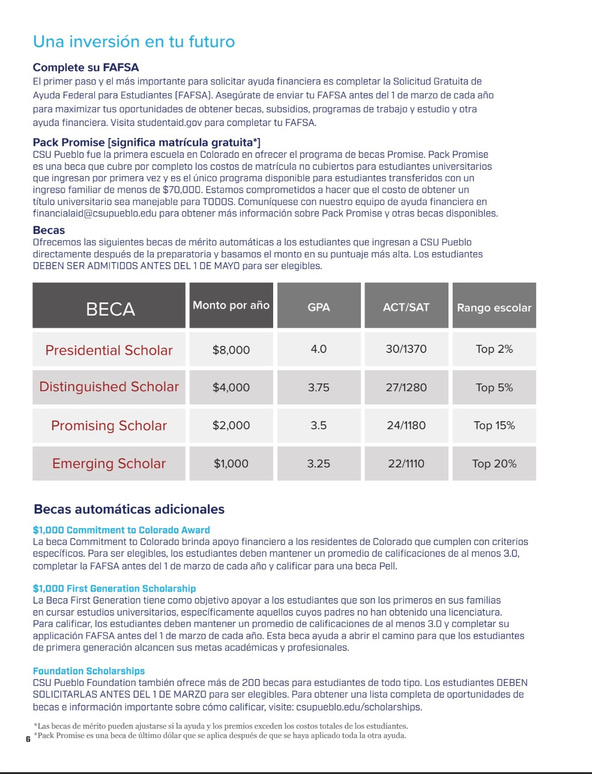 Una inversión en tu futuro
Complete su FAFSA
El primer paso y el más importante para solicitar ayuda financiera es completar la Solicitud Gratuita de
Ayuda Federal para Estudiantes (FAFSA). Asegúrate de enviar tu FAFSA antes del 1 de marzo de cada año
para maximizar tus oportunidades de obtener becas, subsidios, programas de trabajo y estudio y otra
ayuda financiera. Visita studentaid.gov para completar tu FAFSA.
Pack Promise [significa matrícula gratuita*]
CSU Pueblo fue la primera escuela en Colorado en ofrecer el programa de becas Promise. Pack Promise
es una beca que cubre por completo los costos de matrícula no cubiertos para estudiantes universitarios
que ingresan por primera vez y es el único programa disponible para estudiantes transferidos con un
ingreso familiar de menos de $70,000. Estamos comprometidos a hacer que el costo de obtener un
título universitario sea manejable para TODOS. Comuníquese con nuestro equipo de ayuda financiera en
financialaid@csupueblo.edu para obtener más información sobre Pack Promise y otras becas disponibles.
Becas
Ofrecemos las siguientes becas de mérito automáticas a los estudiantes que ingresan a CSU Pueblo
directamente después de la preparatoria y basamos el monto en su puntuaje más alta. Los estudiantes
DEBEN SER ADMITIDOS ANTES DEL 1 DE MAYO para ser elegibles.
BECA Monto por año GPA ACT/SAT Rango escolar
Presidential Scholar $8,000 4.0 30/1370 Top 2%
Distinguished Scholar $4,000 3.75 27/1280 Top 5%
Promising Scholar $2,000 3.5 24/1180 Top 15%
Emerging Scholar $1,000 3.25 22/1110 Top 20%
Becas automáticas adicionales
$1,000 Commitment to Colorado Award
La beca Commitment to Colorado brinda apoyo financiero a los residentes de Colorado que cumplen con criterios
específicos. Para ser elegibles, los estudiantes deben mantener un promedio de calificaciones de al menos 3.0,
completar la FAFSA antes del 1 de marzo de cada año y calificar para una beca Pell.
$1,000 First Generation Scholarship
La Beca First Generation tiene como objetivo apoyar a los estudiantes que son los primeros en sus familias
en cursar estudios universitarios, específicamente aquellos cuyos padres no han obtenido una licenciatura.
Para calificar, los estudiantes deben mantener un promedio de calificaciones de al menos 3.0 y completar su
applicación FAFSA antes del 1 de marzo de cada año. Esta beca ayuda a abrir el camino para que los estudiantes
de primera generación alcancen sus metas académicas y profesionales.
Foundation Scholarships
CSU Pueblo Foundation también ofrece más de 200 becas para estudiantes de todo tipo. Los estudiantes DEBEN
SOLICITARLAS ANTES DEL 1 DE MARZO para ser elegibles. Para obtener una lista completa de oportunidades de
becas e información importante sobre cómo calificar, visite: csupueblo.edu/scholarships.
*Las becas de mérito pueden ajustarse si la ayuda y los premios exceden los costos totales de los estudiantes.
6 *Pack Promise es una beca de último dólar que se aplica después de que se haya aplicado toda la otra ayuda.